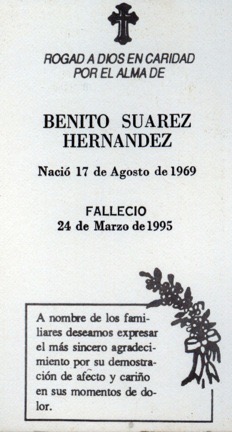 ROGAD A DIOS EN CARIDAD
POR EL ALMA DE
BENITO SUAREZ
HERNANDEZ
Nació 17 de Agosto de 1969
FALLECIO
24 de Marzo de 1995
A nombre de los fami-
liares deseamos expresar
el más sincero agradeci-
miento por su demostra-
ción de afecto y cariño
en sus momentos de do-
lor.